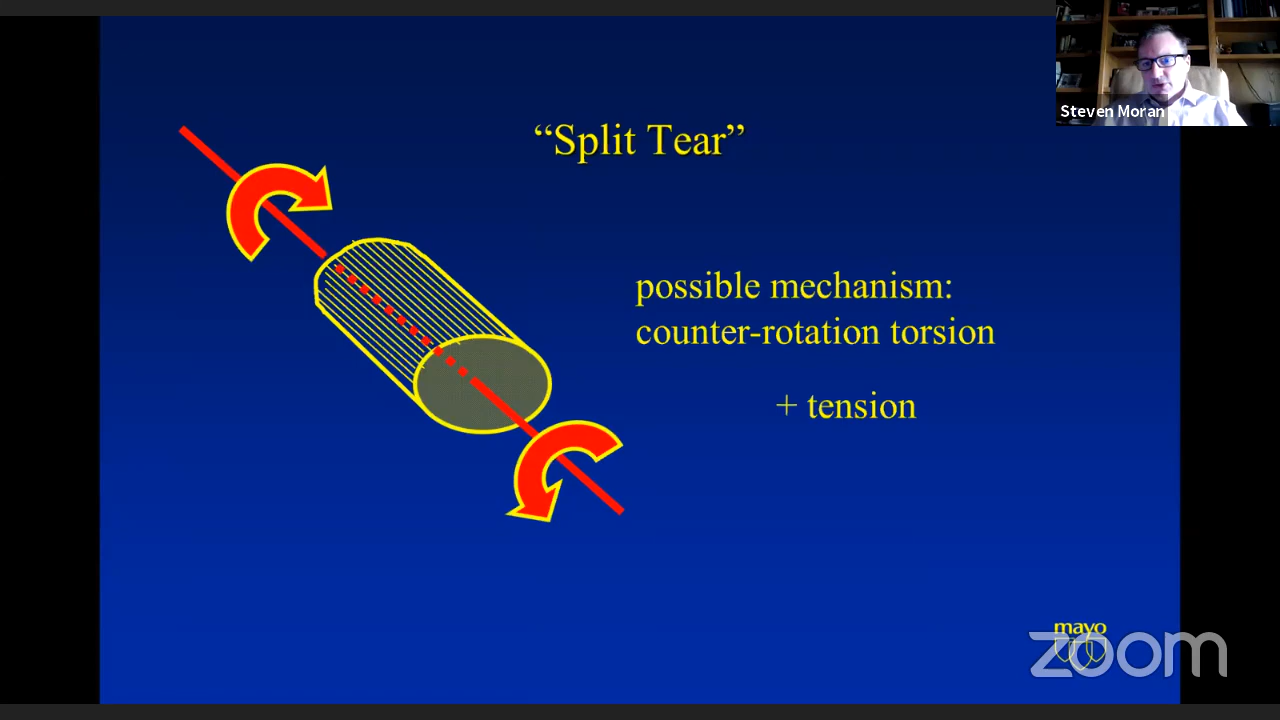 Steven Moran
“Split Tear”
possible mechanism:
counter-rotation torsion
+ tension
mayo
zoom